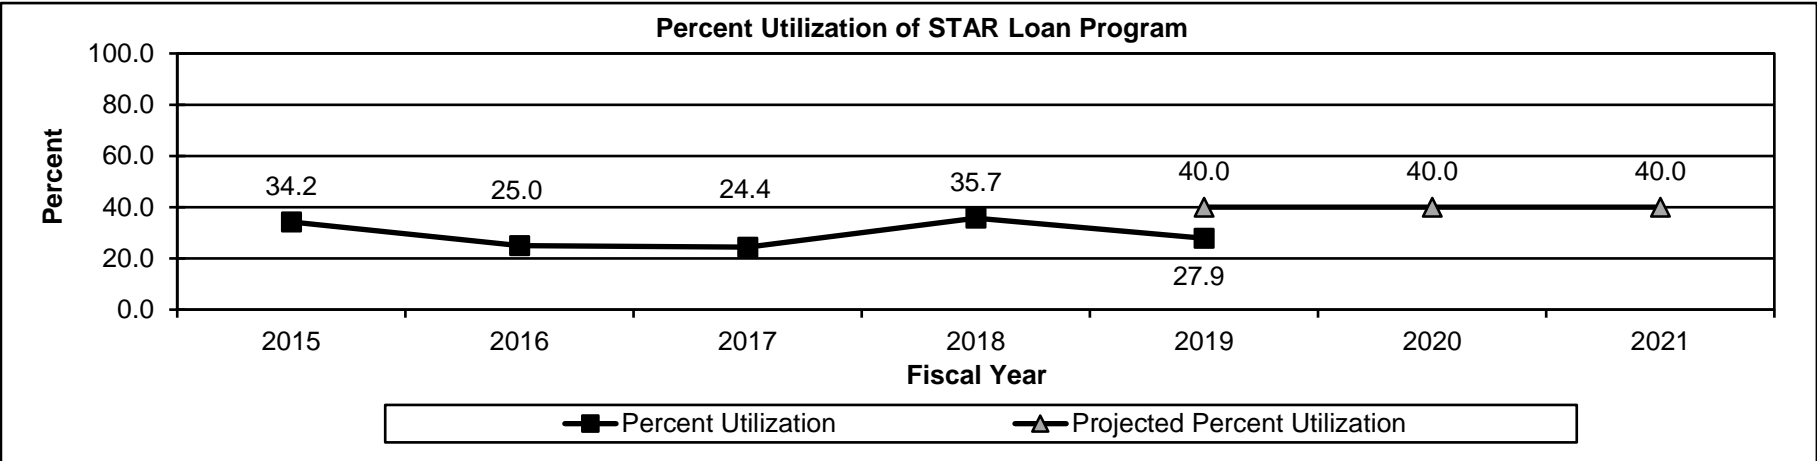 Percent Utilization of STAR Loan Program
100.0
80.0
60.0
40.0
20.0
0.0
Percent
34.2
25.0
24.4
35.7
40.0
40.0
40.0
27.9
2015 2016 2017 2018 2019 2020 2021
Fiscal Year
Percent Utilization Projected Percent Utilization